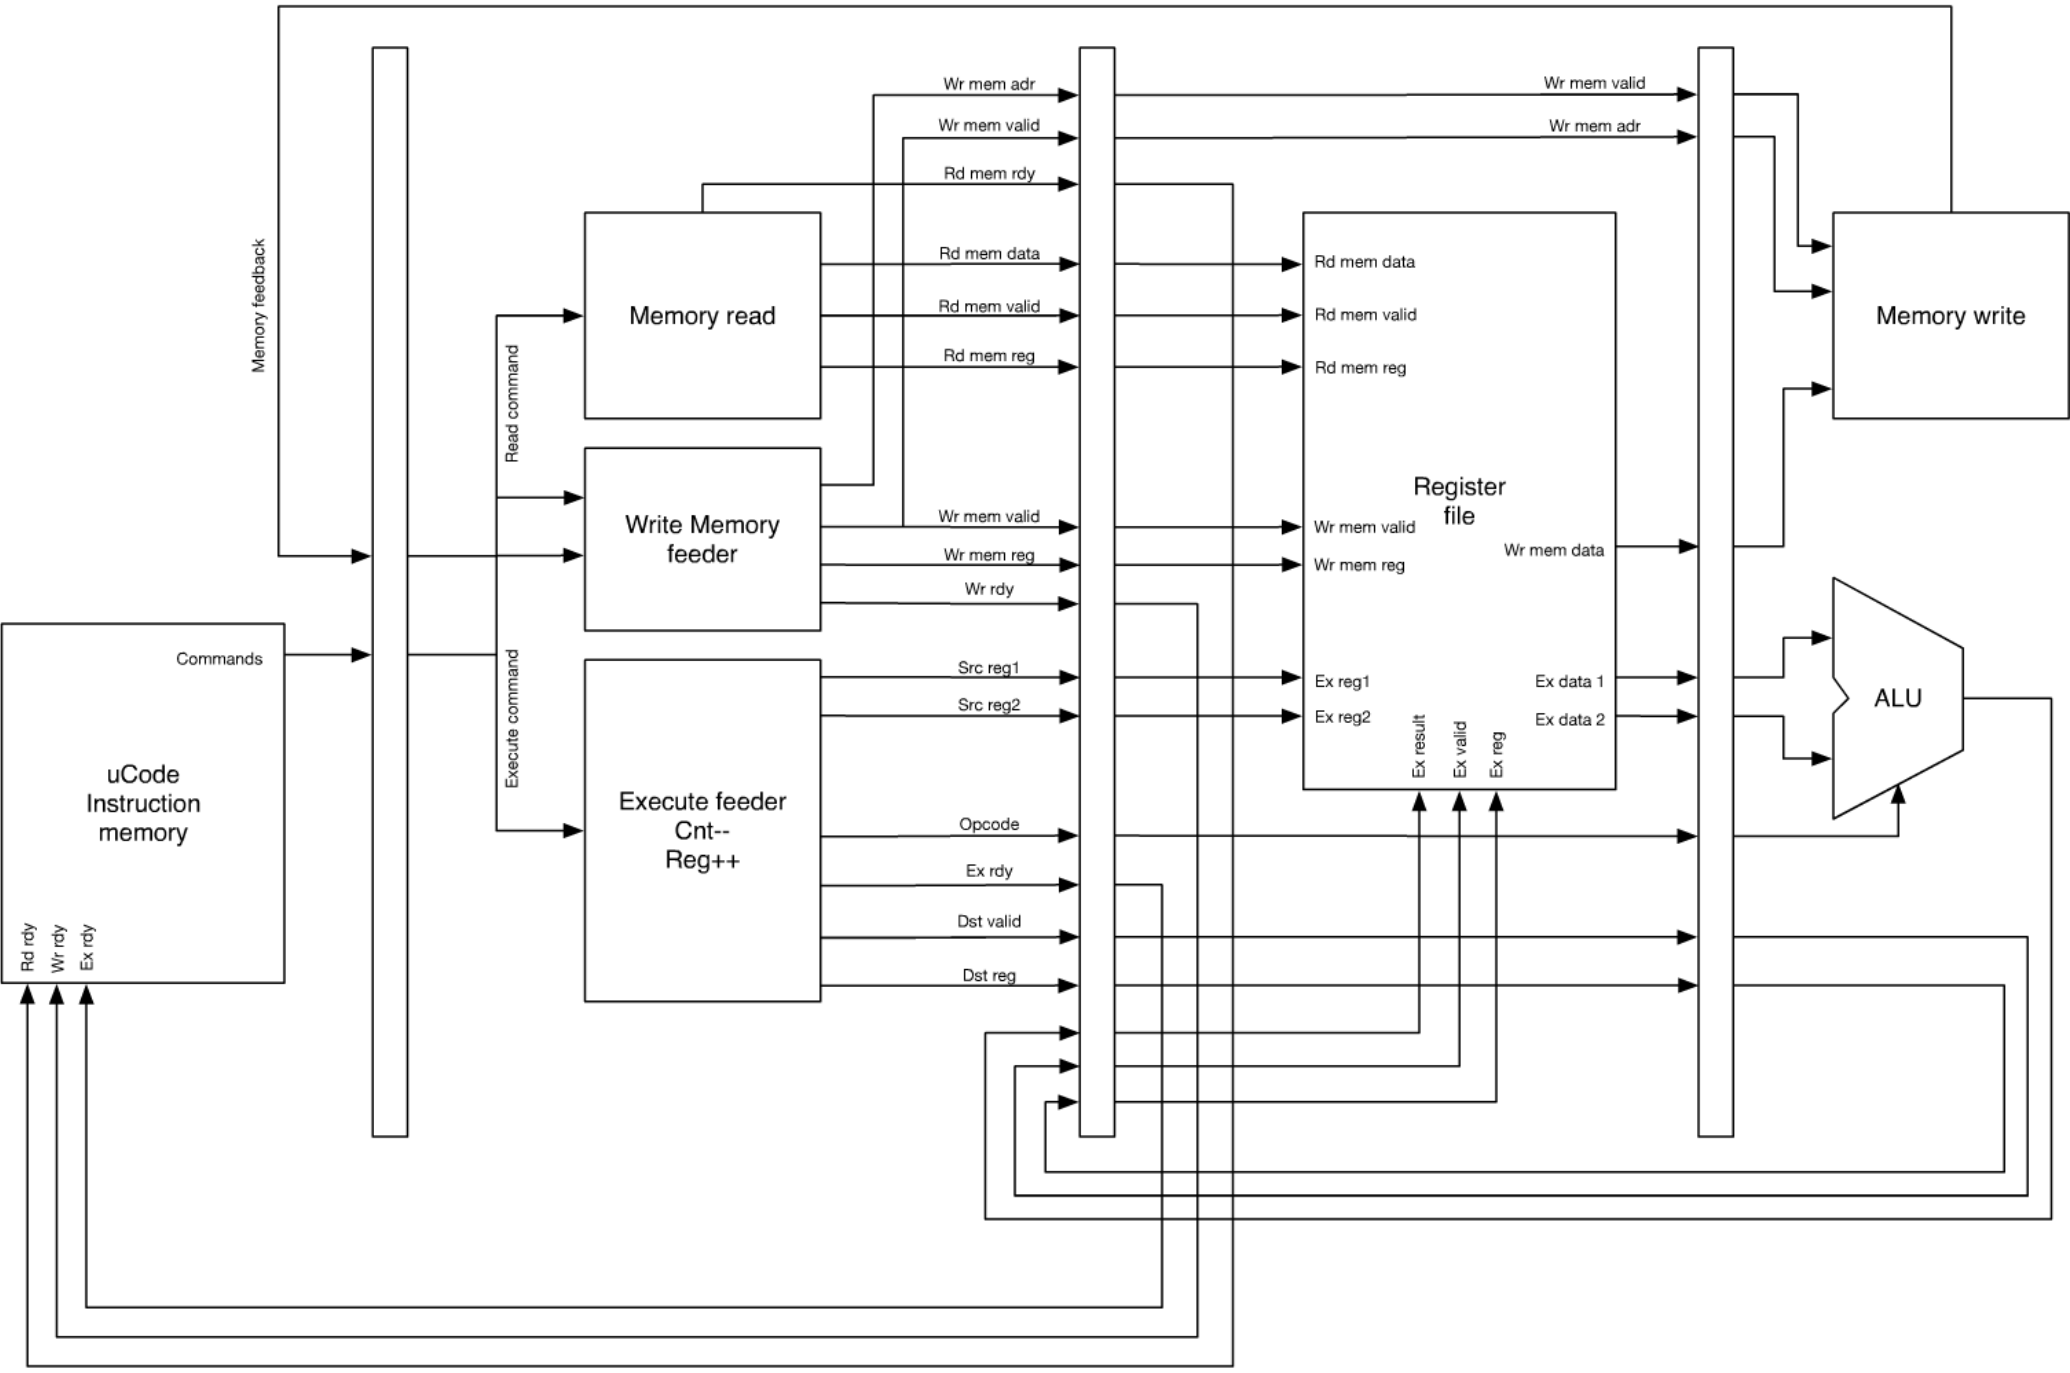 Wr mem adr
Wr mem valid
Wr mem valid
Wr mem adr
Rd mem rdy
Memory feedback
Read command
Memory read
Rd mem data
Rd mem valid
Rd mem reg
Rd mem data
Rd mem valid
Rd mem reg
Memory write
Write Memory
feeder
Wr mem valid
Wr mem reg
Wr rdy
Register
file
Wr mem valid
Wr mem reg
Wr mem data
Commands
uCode
Instruction
memory
Rd rdy
Wr rdy
Ex rdy
Execute command
Execute feeder
Cnt--
Reg++
Src reg1
Src reg2
Opcode
Ex rdy
Dst valid
Dst reg
Ex reg1
Ex reg2
Ex data 1
Ex data 2
Ex result
Ex valid
Ex reg
ALU